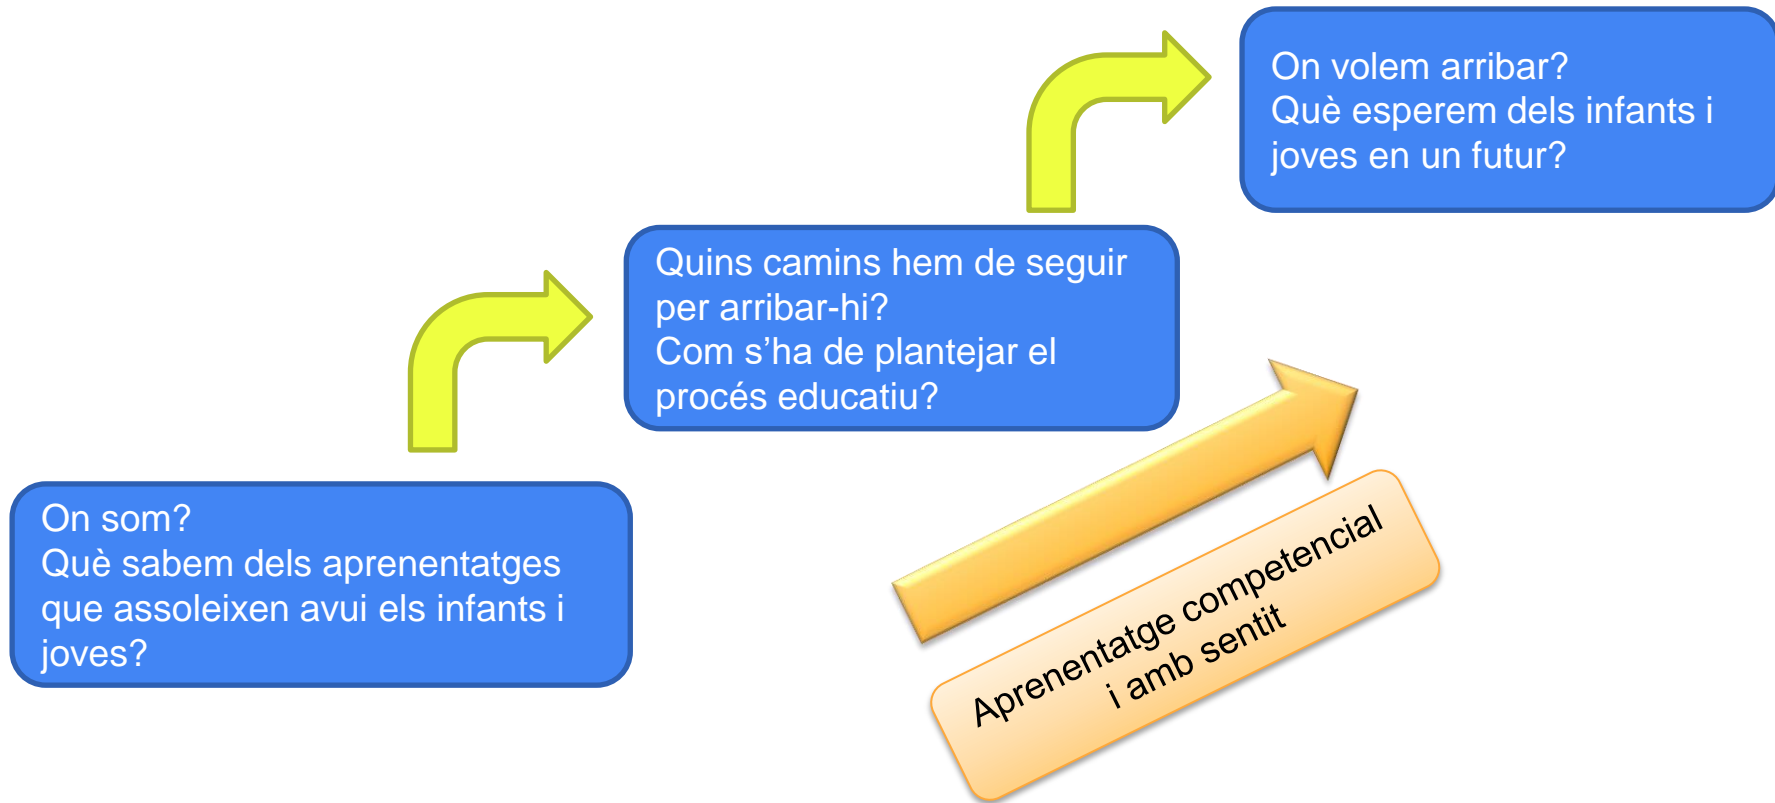 On volem arribar?
Què esperem dels infants i
joves en un futur?
Quins camins hem de seguir
per arribar-hi?
Com s’ha de plantejar el
procés educatiu?
On som?
Què sabem dels aprenentatges
que assoleixen avui els infants i
joves?
Aprenentatge competencial
i amb sentit